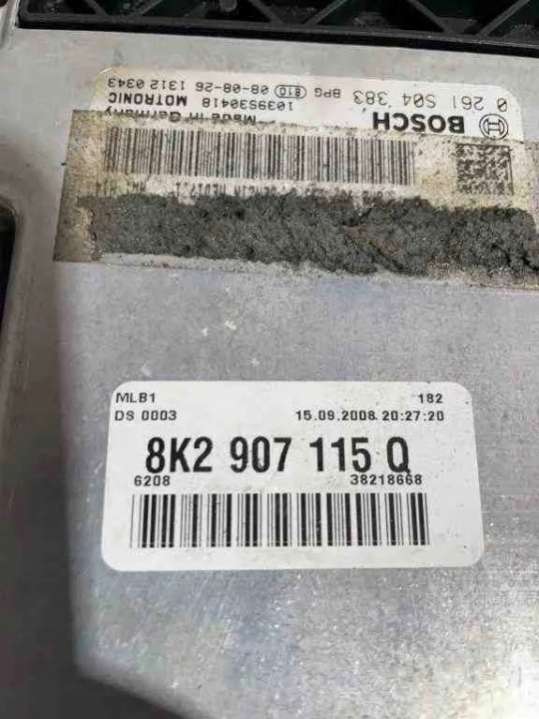 BOSCH
0 261 S04 383
BPG 810 08-08-26 1312 0343
1039S30418 MOTRONIC
Made in Germany
MLB1 182
DS 0003 15.09.2008 20:27:20
8K2 907 115 Q
6208 38218668